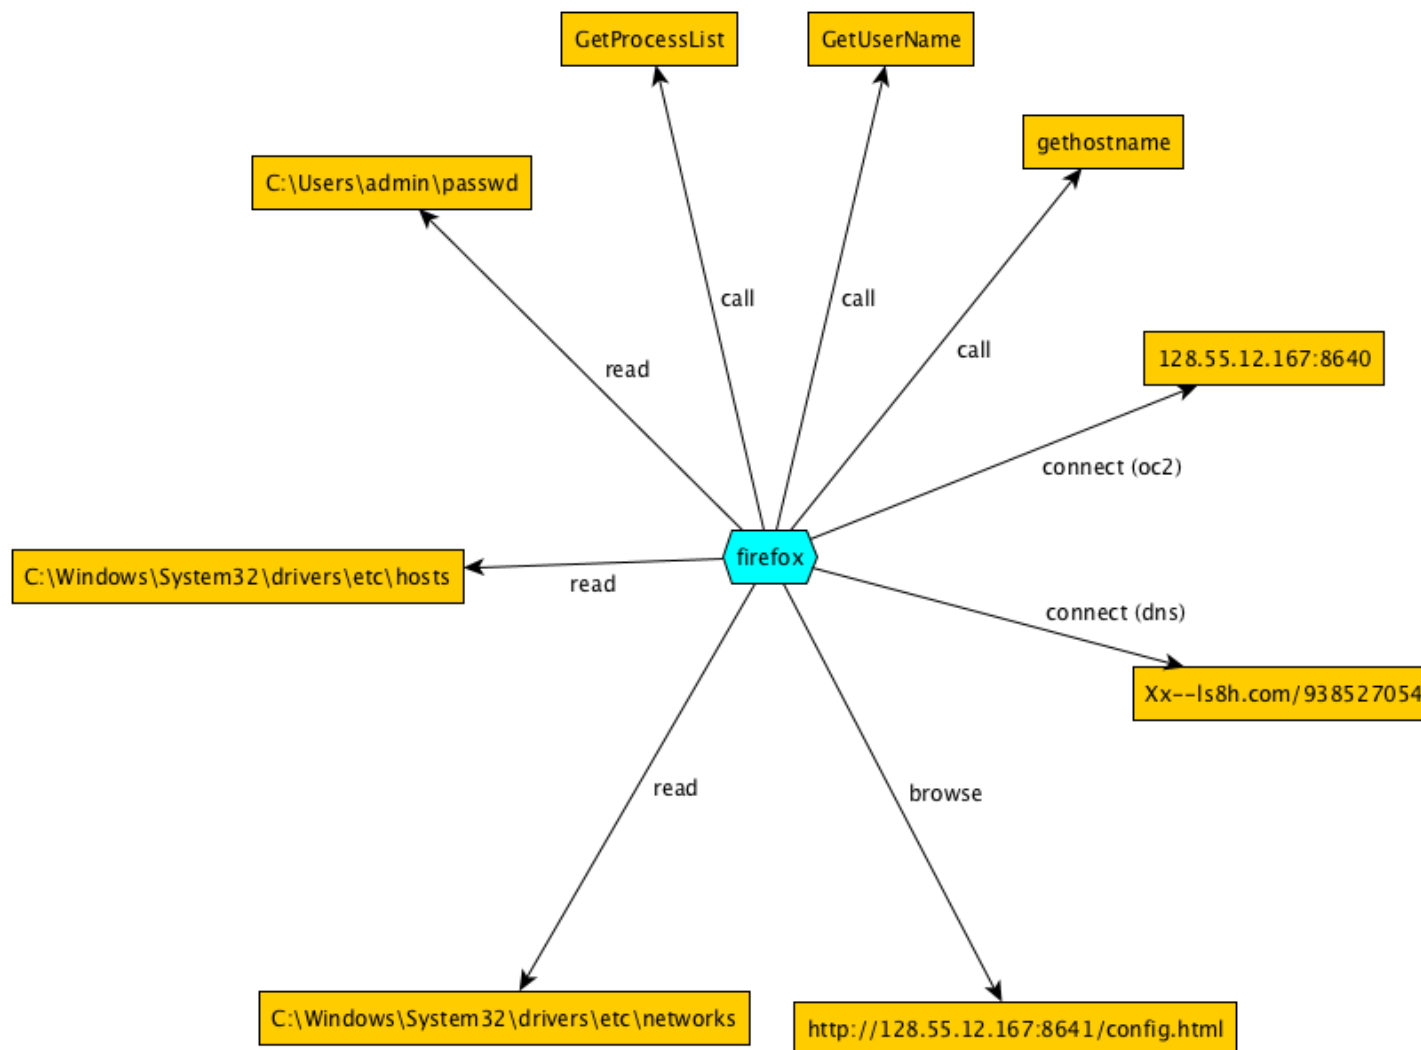 GetProcessList
GetUserName
gethostname
C:\Users\admin\passwd
call
call
call
128.55.12.167:8640
read
connect (oc2)
firefox
C:\Windows\System32\drivers\etc\hosts
read
connect (dns)
Xx--ls8h.com/938527054
read
browse
C:\Windows\System32\drivers\etc\networks
http://128.55.12.167:8641/config.html